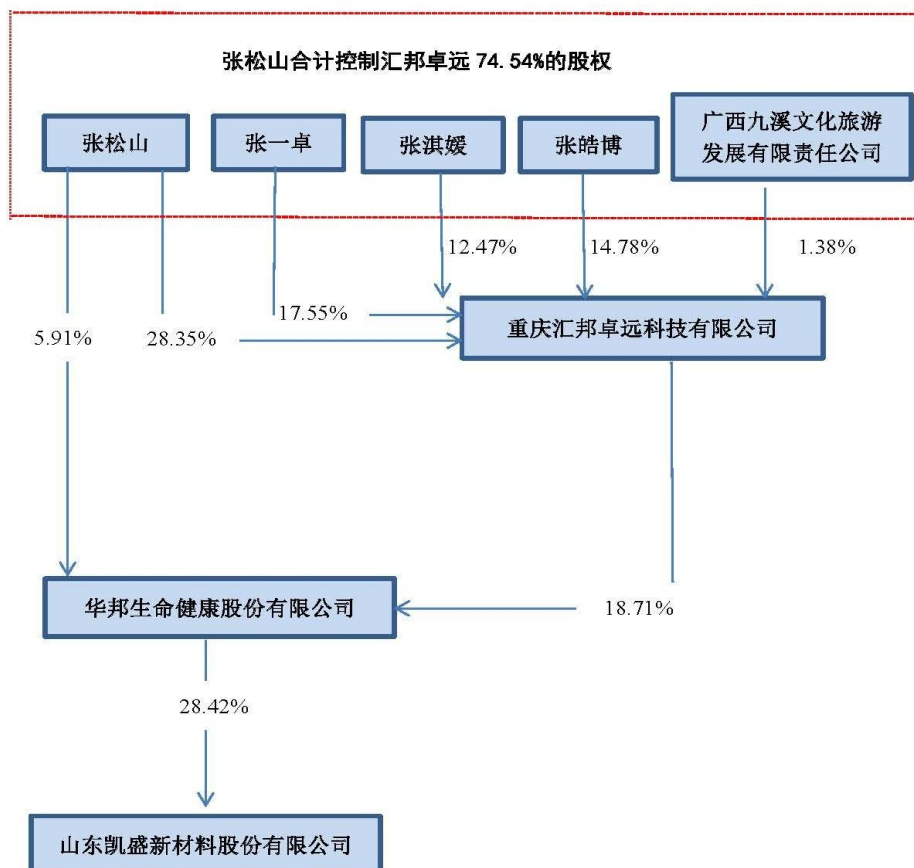 张松山合计控制汇邦卓远 74.54%的股权
张松山
张一卓
张淇媛
张皓博
广西九溪文化旅游
发展有限责任公司
12.47%
14.78%
1.38%
17.55%
5.91%
28.35%
重庆汇邦卓远科技有限公司
华邦生命健康股份有限公司
18.71%
28.42%
山东凯盛新材料股份有限公司